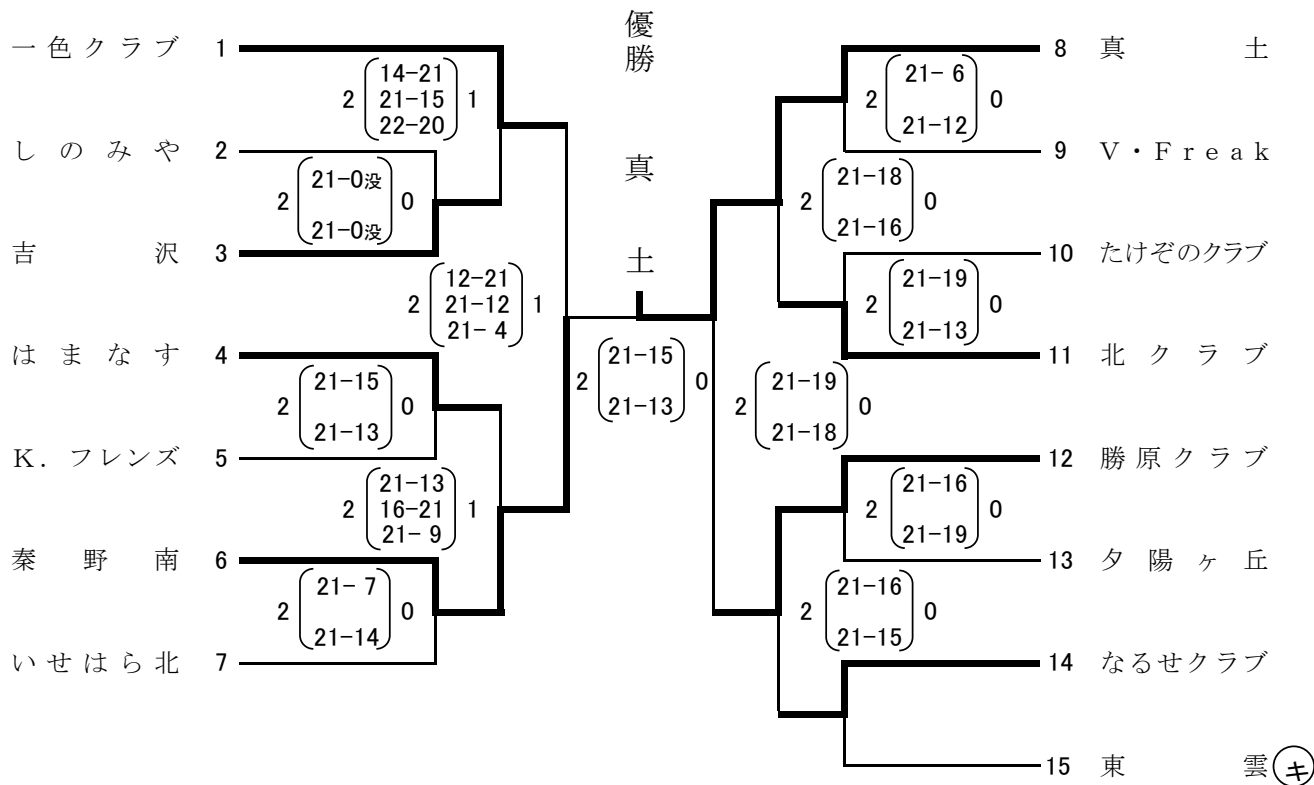 優勝 真土
一色クラブ 1
2 14-21 21-15 22-20 1
しのみや 2
2 21-0没 21-0没 0
吉沢 3
2 12-21 21-12 21- 4 1
はまなす 4
2 21-15 21-13 0
K. フレンズ 5
2 21-13 16-21 21- 9 1
秦野南 6
2 21- 7 21-14 0
いせはら北 7
2 21-15 21-13 0
8 真土
2 21- 6 21-12 0
9 V・Freak
2 21-18 21-16 0
10 たけぞのクラブ
2 21-19 21-13 0
11 北クラブ
2 21-19 21-18 0
12 勝原クラブ
2 21-16 21-19 0
13 夕陽ヶ丘
2 21-16 21-15 0
14 なるせクラブ
15 東雲 キ